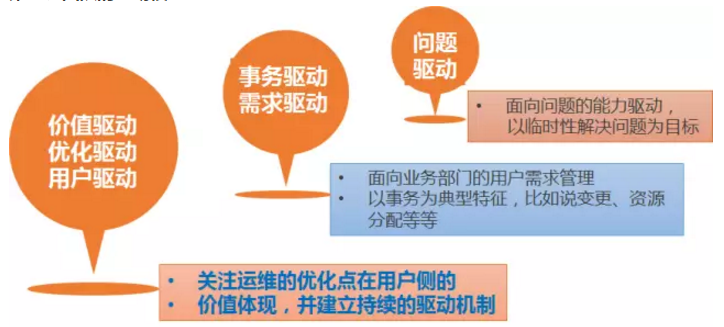 问题
驱动
事务驱动
需求驱动
价值驱动
优化驱动
用户驱动
• 面向问题的能力驱动，
以临时性解决问题为目标
• 面向业务部门的用户需求管理
• 以事务为典型特征，比如说变更、资源
分配等等
• 关注运维的优化点在用户侧的
• 价值体现，并建立持续的驱动机制